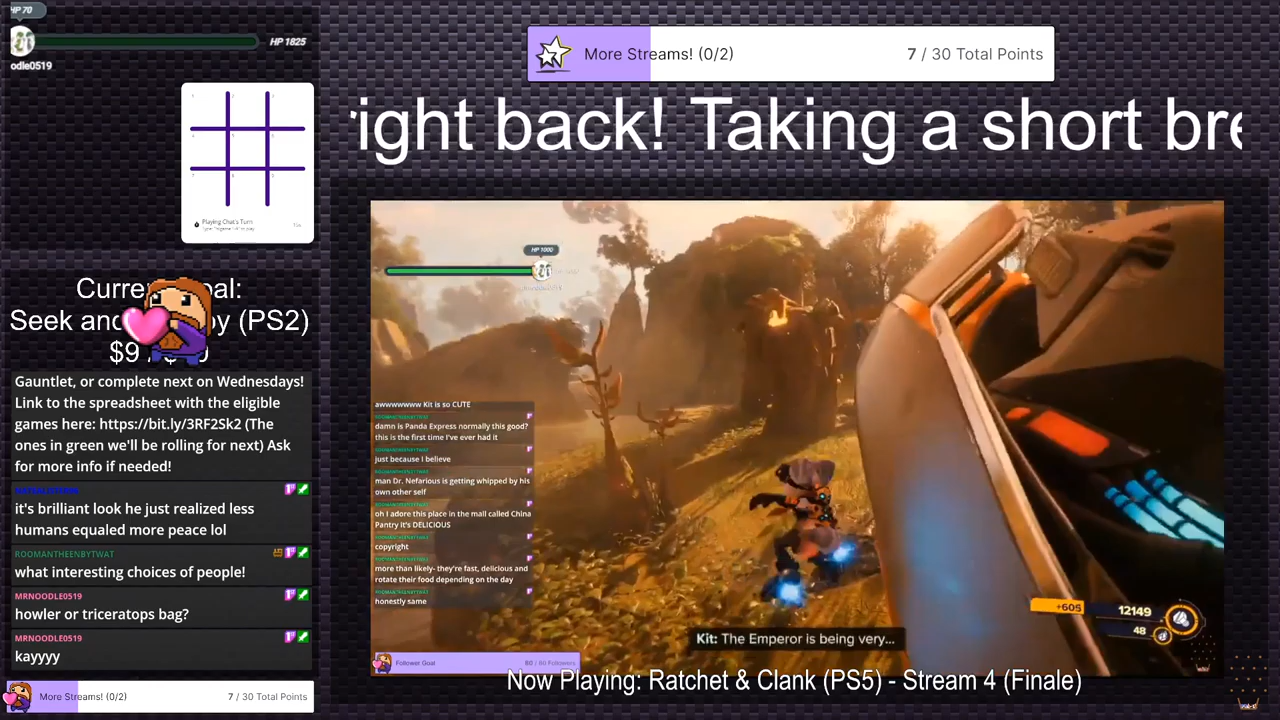 HP 70
HP 1825
odle0519
Playing Chat's Turn
Current Goal:
Seek and
y (PS2)
More Streams! (0/2)
7 / 30 Total Points
ight back! Taking a short bre
Gauntlet, or complete next on Wednesdays!
Link to the spreadsheet with the eligible
games here: https://bit.ly/3RF2Sk2 (The
ones in green we'll be rolling for next) Ask
for more info if needed!
it's brilliant look he just realized less
humans equaled more peace lol
ROOMANTHEENBYTWAT
what interesting choices of people!
MRNOODLE0519
howler or triceratops bag?
MRNOODLE0519
kayyyy
More Streams! (0/2)
7 / 30 Total Points
HP 1000
awwwwwww Kit is so CUTE
damn is Panda Express normally this good?
this is the first time I've ever had it
just because I believe
man Dr. Nefarious is getting whipped by his
own other self
oh I adore this place in the mall called China
Pantry it's DELICIOUS
copyright
more than likely- they're fast, delicious and
rotate their food depending on the day
honestly same
Follower Goal
80 / 80 Followers
+605
12149
48
Kit: The Emperor is being very...
Now Playing: Ratchet & Clank (PS5) - Stream 4 (Finale)